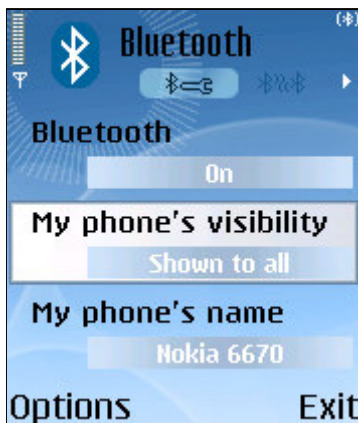 Bluetooth
Bluetooth
On
My phone's visibility
Shown to all
My phone's name
Nokia 6670
Options Exit